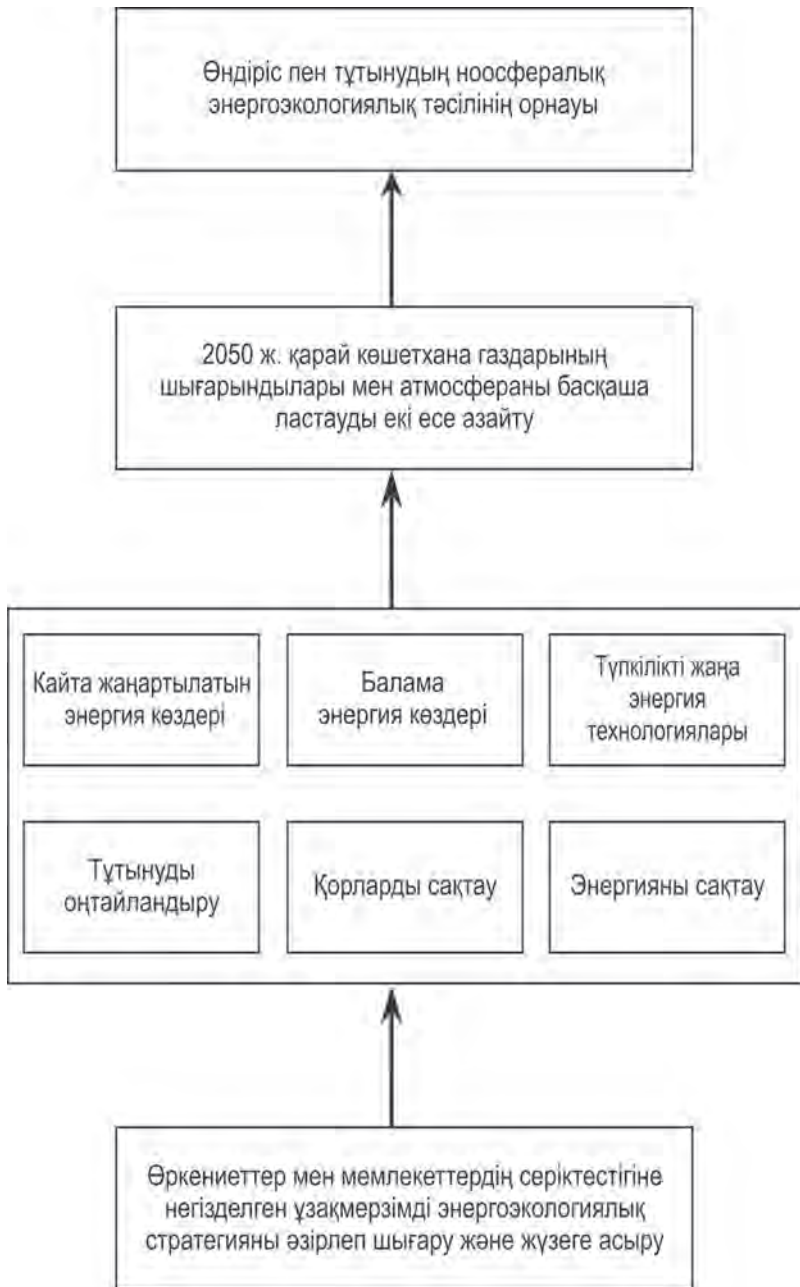 Өндіріс пен тұтынудың ноосфералық
энергоэкологиялық тәсілінің орнауы
2050 ж. қарай көшетхана газдарының
шығарындылары мен атмосфераны басқаша
ластауды екі есе азайту
Кайта жаңартылатын
энергия көздері
Балама
энергия көздері
Түпкілікті жаңа
энергия
технологиялары
Тұтынуды
оңтайландыру
Қорларды сақтау
Энергияны сақтау
Өркениеттер мен мемлекеттердің серіктестігіне
негізделген ұзақмерзімді энергоэкологиялық
стратегияны әзірлеп шығару және жүзеге асыру